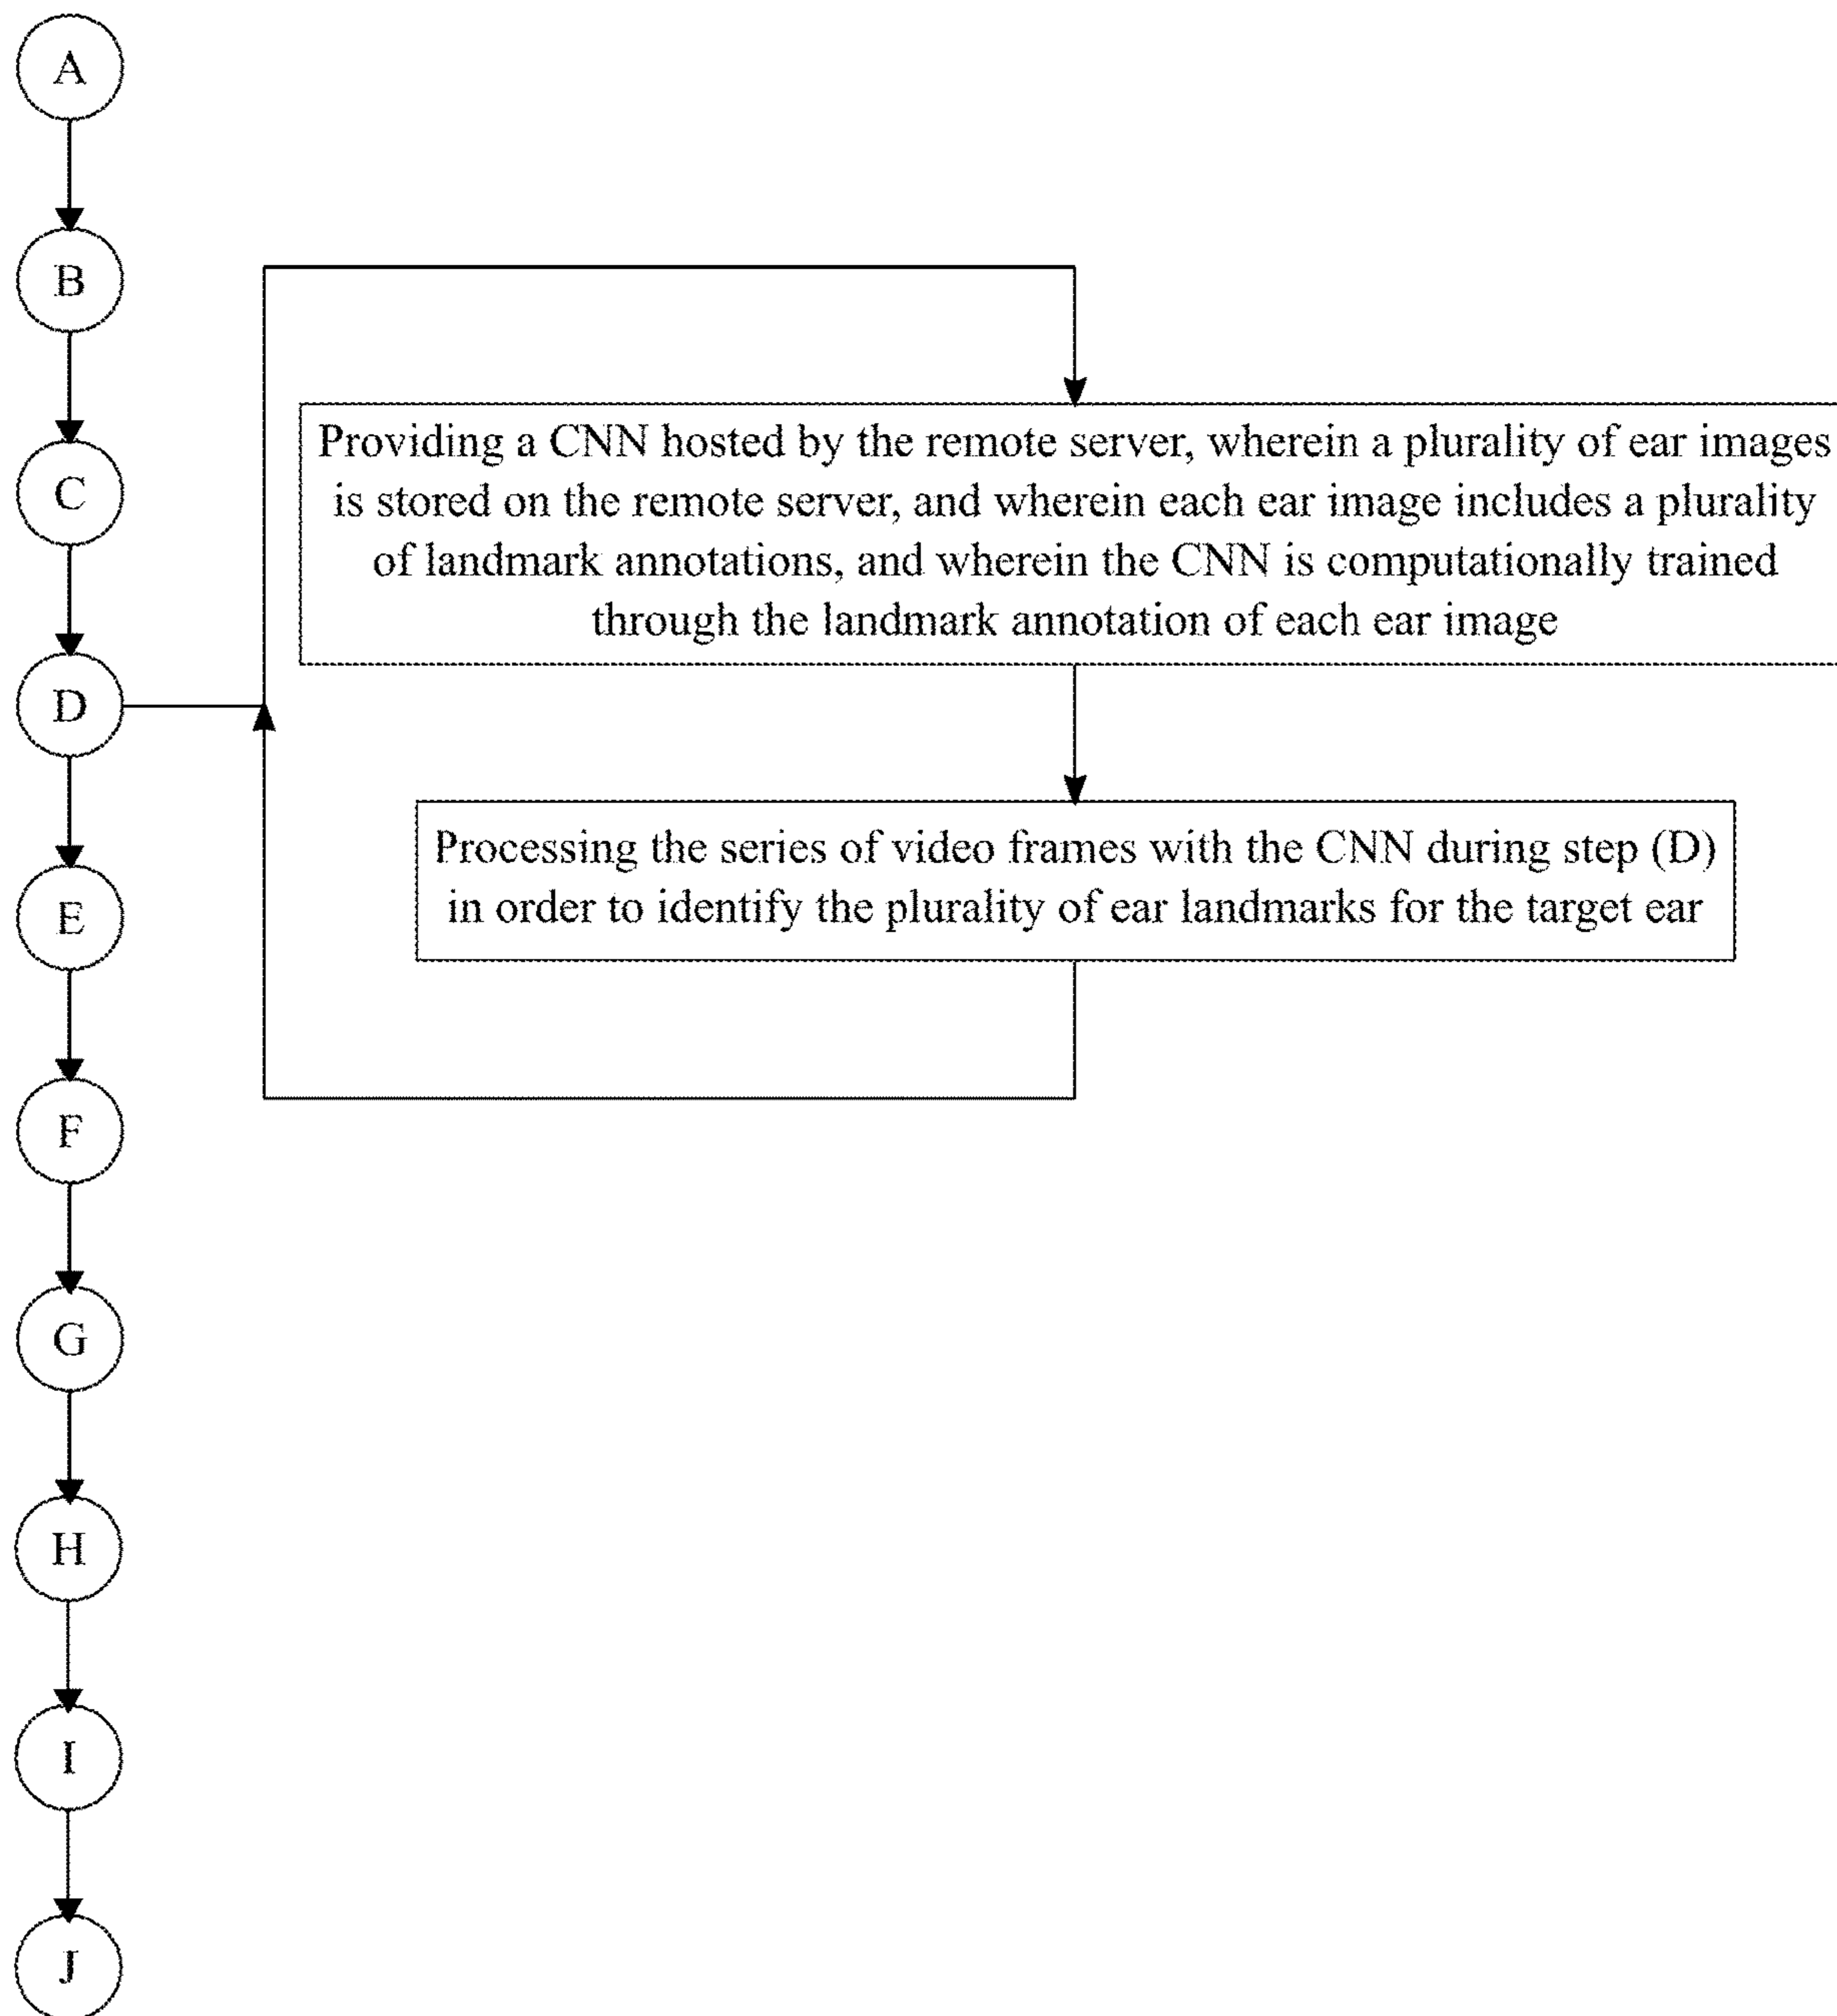 A
B
C
D
E
F
G
H
I
J
Providing a CNN hosted by the remote server, wherein a plurality of ear images
is stored on the remote server, and wherein each ear image includes a plurality
of landmark annotations, and wherein the CNN is computationally trained
through the landmark annotation of each ear image
Processing the series of video frames with the CNN during step (D)
in order to identify the plurality of ear landmarks for the target ear